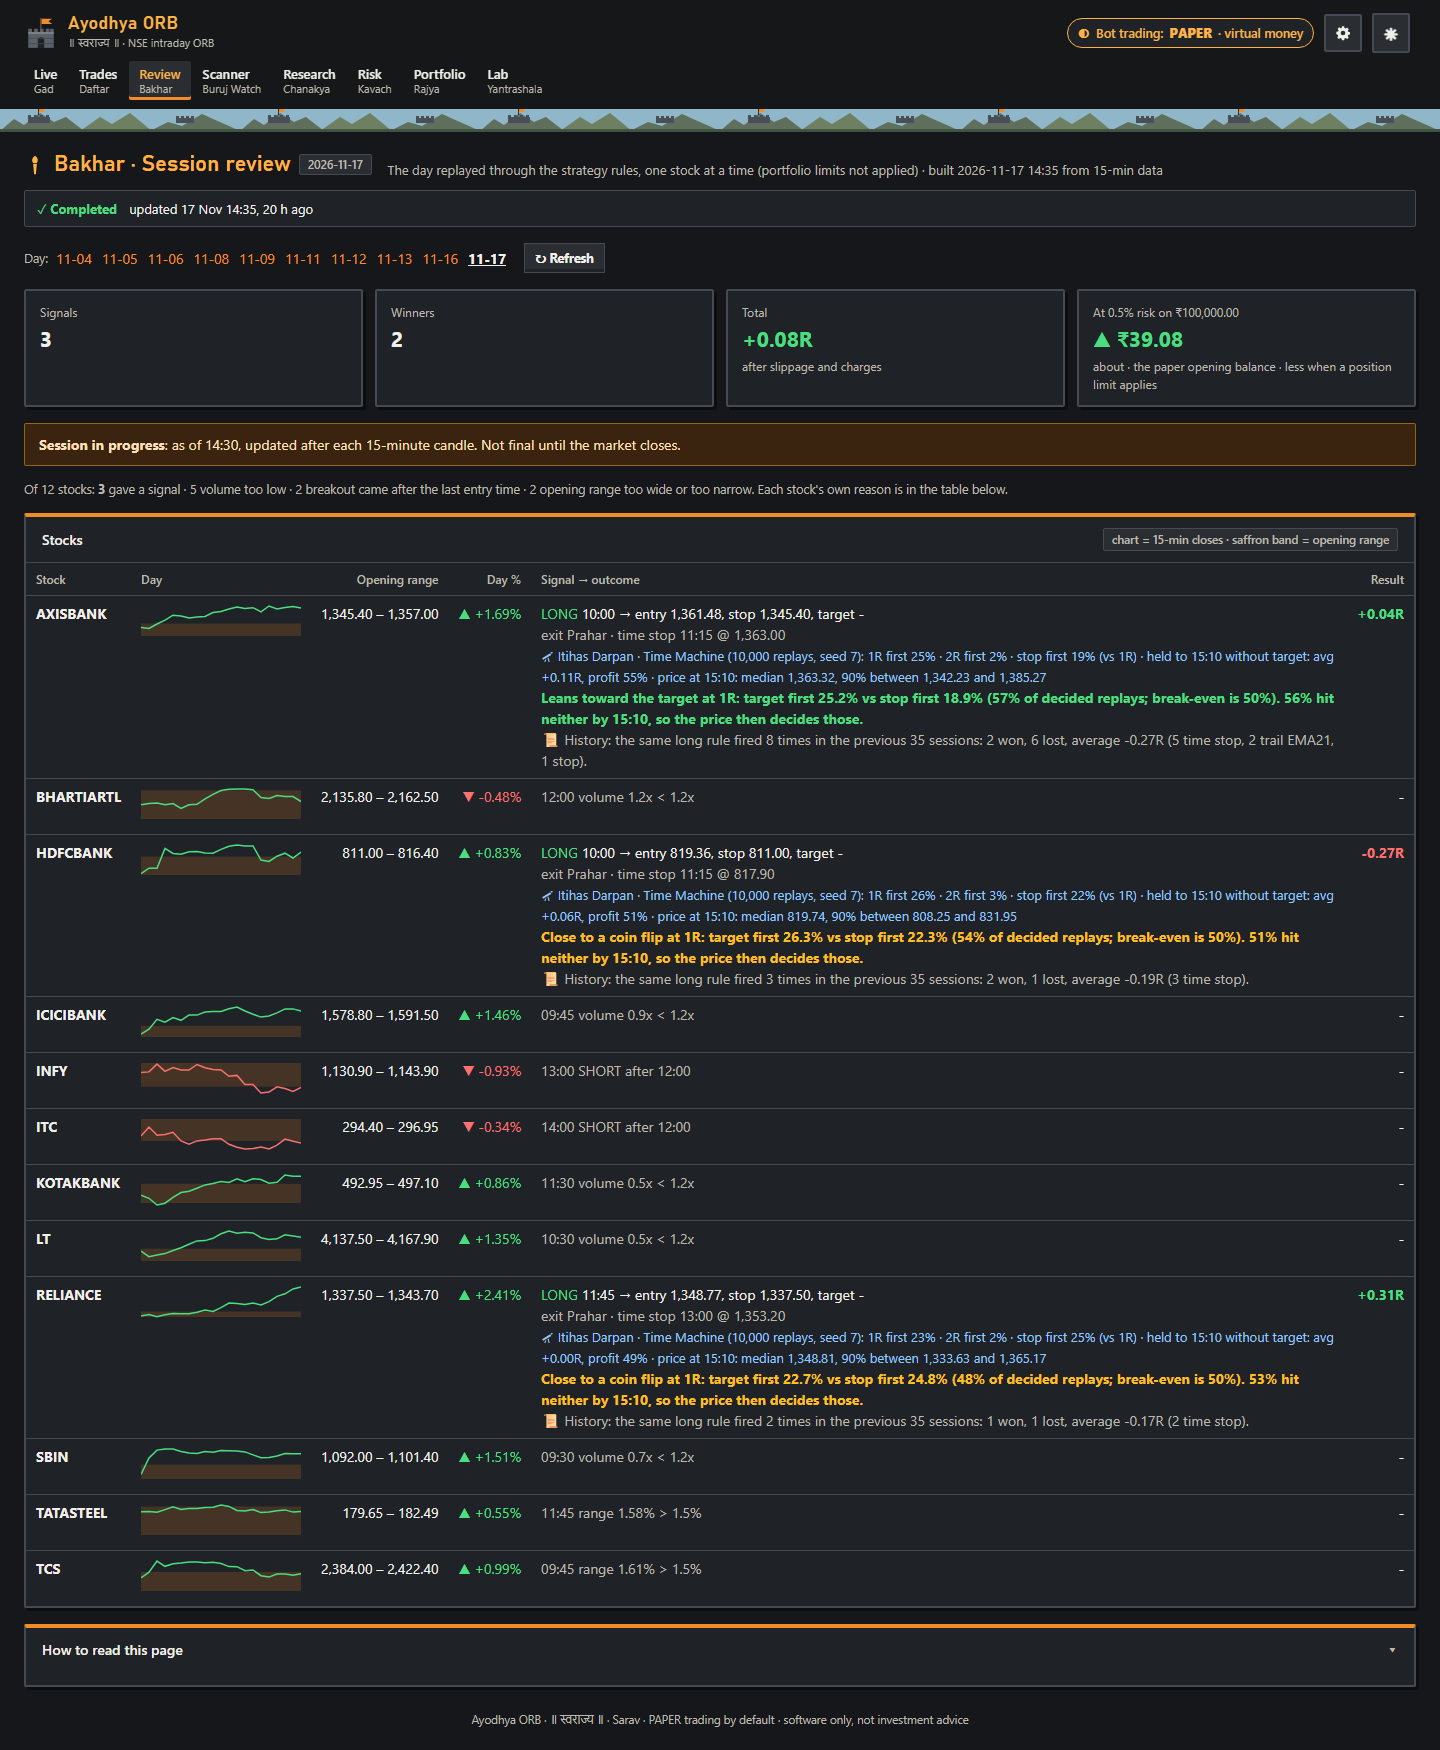 Ayodhya ORB
॥ स्वराज्य ॥ · NSE intraday ORB
Bot trading: PAPER · virtual money
Live Trades Review Scanner Research Risk Portfolio Lab
Gad Daftar Bakhar Buruj Watch Chanakya Kavach Rajya Yantrashala
Bakhar · Session review 2026-11-17 The day replayed through the strategy rules, one stock at a time (portfolio limits not applied) · built 2026-11-17 14:35 from 15-min data
✓ Completed updated 17 Nov 14:35, 20 h ago
Day: 11-04 11-05 11-06 11-08 11-09 11-11 11-12 11-13 11-16 11-17 ↻ Refresh
Signals
3
Winners
2
Total
+0.08R
after slippage and charges
At 0.5% risk on ₹100,000.00
▲ ₹39.08
about · the paper opening balance · less when a position
limit applies
Session in progress: as of 14:30, updated after each 15-minute candle. Not final until the market closes.
Of 12 stocks: 3 gave a signal · 5 volume too low · 2 breakout came after the last entry time · 2 opening range too wide or too narrow. Each stock's own reason is in the table below.
Stocks chart = 15-min closes · saffron band = opening range
Stock Day Opening range Day % Signal → outcome Result
AXISBANK 1,345.40 – 1,357.00 ▲ +1.69% LONG 10:00 → entry 1,361.48, stop 1,345.40, target - +0.04R
exit Prahar · time stop 11:15 @ 1,363.00
Itihas Darpan · Time Machine (10,000 replays, seed 7): 1R first 25% · 2R first 2% · stop first 19% (vs 1R) · held to 15:10 without target: avg
+0.11R, profit 55% · price at 15:10: median 1,363.32, 90% between 1,342.23 and 1,385.27
Leans toward the target at 1R: target first 25.2% vs stop first 18.9% (57% of decided replays; break-even is 50%). 56% hit
neither by 15:10, so the price then decides those.
History: the same long rule fired 8 times in the previous 35 sessions: 2 won, 6 lost, average -0.27R (5 time stop, 2 trail EMA21,
1 stop).
BHARTIARTL 2,135.80 – 2,162.50 ▼ -0.48% 12:00 volume 1.2x < 1.2x -
HDFCBANK 811.00 – 816.40 ▲ +0.83% LONG 10:00 → entry 819.36, stop 811.00, target - -0.27R
exit Prahar · time stop 11:15 @ 817.90
Itihas Darpan · Time Machine (10,000 replays, seed 7): 1R first 26% · 2R first 3% · stop first 22% (vs 1R) · held to 15:10 without target: avg
+0.06R, profit 51% · price at 15:10: median 819.74, 90% between 808.25 and 831.95
Close to a coin flip at 1R: target first 26.3% vs stop first 22.3% (54% of decided replays; break-even is 50%). 51% hit
neither by 15:10, so the price then decides those.
History: the same long rule fired 3 times in the previous 35 sessions: 2 won, 1 lost, average -0.19R (3 time stop).
ICICIBANK 1,578.80 – 1,591.50 ▲ +1.46% 09:45 volume 0.9x < 1.2x -
INFY 1,130.90 – 1,143.90 ▼ -0.93% 13:00 SHORT after 12:00 -
ITC 294.40 – 296.95 ▼ -0.34% 14:00 SHORT after 12:00 -
KOTAKBANK 492.95 – 497.10 ▲ +0.86% 11:30 volume 0.5x < 1.2x -
LT 4,137.50 – 4,167.90 ▲ +1.35% 10:30 volume 0.5x < 1.2x -
RELIANCE 1,337.50 – 1,343.70 ▲ +2.41% LONG 11:45 → entry 1,348.77, stop 1,337.50, target - +0.31R
exit Prahar · time stop 13:00 @ 1,353.20
Itihas Darpan · Time Machine (10,000 replays, seed 7): 1R first 23% · 2R first 2% · stop first 25% (vs 1R) · held to 15:10 without target: avg
+0.00R, profit 49% · price at 15:10: median 1,348.81, 90% between 1,333.63 and 1,365.17
Close to a coin flip at 1R: target first 22.7% vs stop first 24.8% (48% of decided replays; break-even is 50%). 53% hit
neither by 15:10, so the price then decides those.
History: the same long rule fired 2 times in the previous 35 sessions: 1 won, 1 lost, average -0.17R (2 time stop).
SBIN 1,092.00 – 1,101.40 ▲ +1.51% 09:30 volume 0.7x < 1.2x -
TATASTEEL 179.65 – 182.49 ▲ +0.55% 11:45 range 1.58% > 1.5% -
TCS 2,384.00 – 2,422.40 ▲ +0.99% 09:45 range 1.61% > 1.5% -
How to read this page ▼
Ayodhya ORB · ॥ स्वराज्य ॥ · Sarav · PAPER trading by default · software only, not investment advice